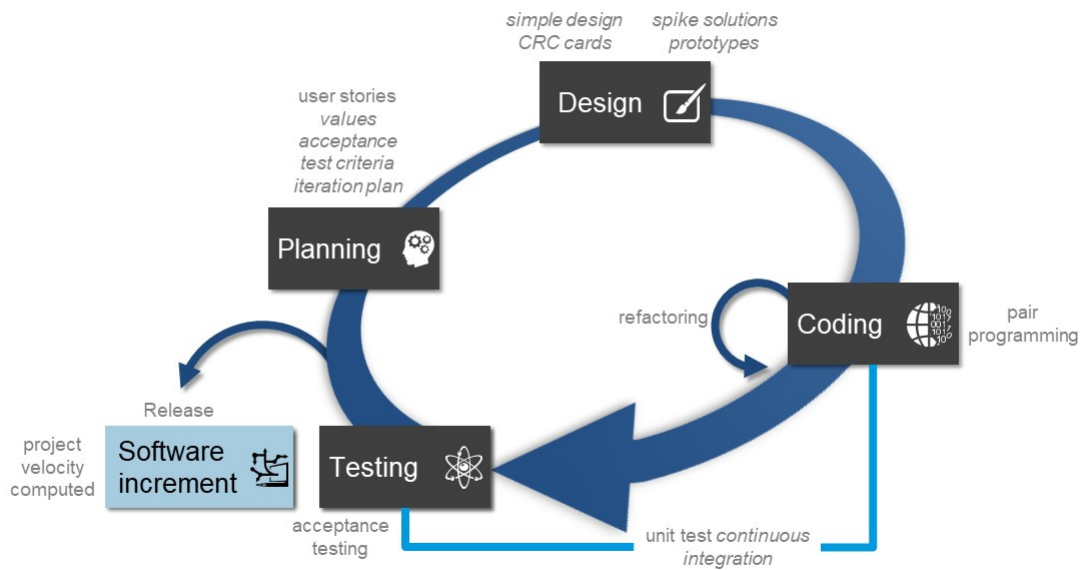 simple design
CRC cards
spike solutions
prototypes
Design
user stories
values
acceptance
test criteria
iteration plan
Planning
refactoring
Coding
pair
programming
Release
project
velocity
computed
Software
increment
Testing
acceptance
testing
unit test continuous
integration